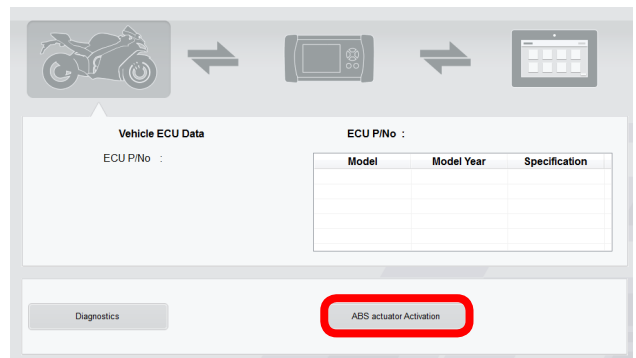 Vehicle ECU Data
ECU P/No :
ECU P/No :
Model Model Year Specification
Diagnostics
ABS actuator Activation